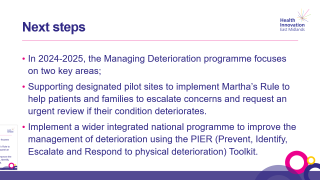 Next steps
Health
Innovation
East Midlands
• In 2024-2025, the Managing Deterioration programme focuses
on two key areas;
• Supporting designated pilot sites to implement Martha's Rule to
help patients and families to escalate concerns and request an
urgent review if their condition deteriorates.
• Implement a wider integrated national programme to improve the
management of deterioration using the PIER (Prevent, Identify,
Escalate and Respond to physical deterioration) Toolkit.